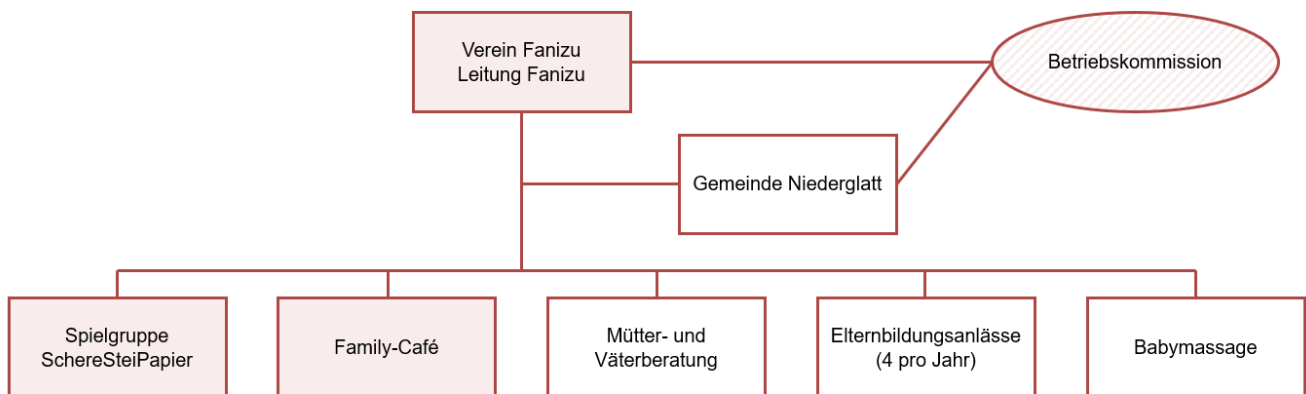 Verein Fanizu
Leitung Fanizu
Betriebskommission
Gemeinde Niederglatt
Spielgruppe
SchereSteiPapier
Family-Café
Mütter- und
Väterberatung
Elternbildungsanlässe
(4 pro Jahr)
Babymassage